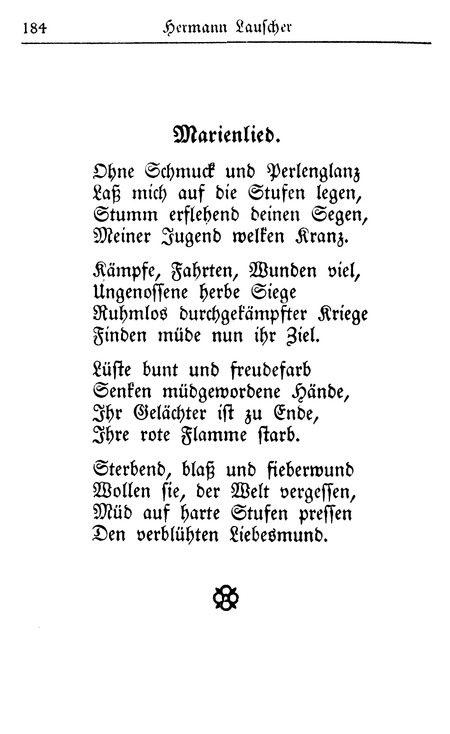 184 Hermann Lauscher
Marienlied.
Ohne Schmuck und Perlenglanz
Laß mich auf die Stufen legen,
Stumm erflehend deinen Segen,
Meiner Jugend welken Kranz.
Kämpfe, Fahrten, Wunden viel,
Ungenossene herbe Siege
Ruhmlos durchgekämpfter Kriege
Finden müde nun ihr Ziel.
Lüste bunt und freudefarb
Senken müdgewordene Hände,
Ihr Gelächter ist zu Ende,
Ihre rote Flamme starb.
Sterbend, blaß und fieberwund
Wollen sie, der Welt vergessen,
Müd auf harte Stufen pressen
Den verblühten Liebesmund.